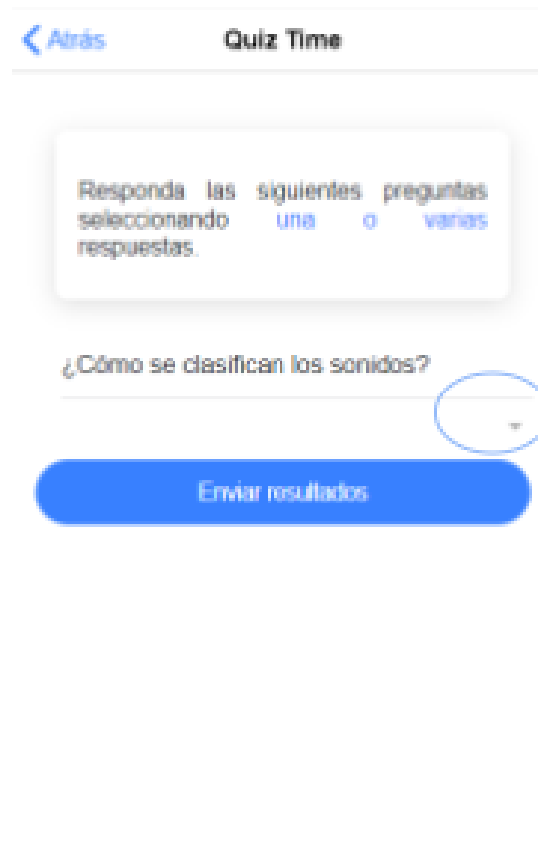 Atrás
Quiz Time
Responda las siguientes preguntas
seleccionando una o varias
respuestas.
¿Cómo se clasifican los sonidos?
Enviar resultados